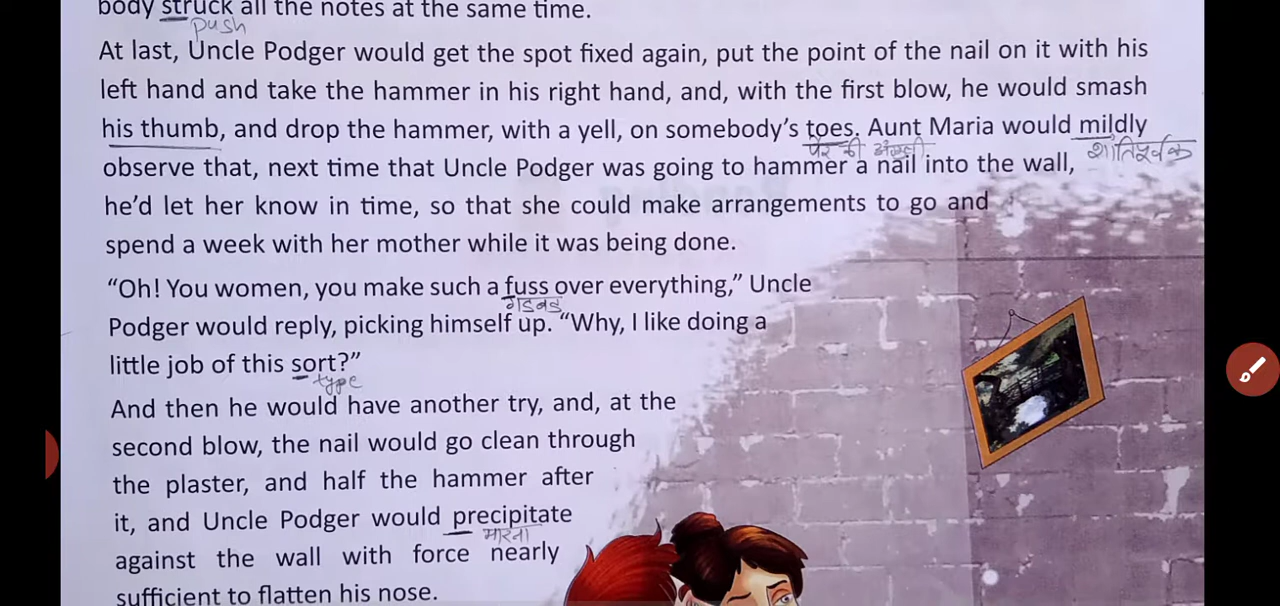 body struck all the notes at the same time.
push
At last, Uncle Podger would get the spot fixed again, put the point of the nail on it with his
left hand and take the hammer in his right hand, and, with the first blow, he would smash
his thumb, and drop the hammer, with a yell, on somebody's toes. Aunt Maria would mildly
पैर की अंगुली शांतिपूर्वक
observe that, next time that Uncle Podger was going to hammer a nail into the wall,
he'd let her know in time, so that she could make arrangements to go and
spend a week with her mother while it was being done.
“Oh! You women, you make such a fuss over everything,” Uncle
गडबड
Podger would reply, picking himself up. “Why, I like doing a
little job of this sort?”
type
And then he would have another try, and, at the
second blow, the nail would go clean through
the plaster, and half the hammer after
it, and Uncle Podger would precipitate
मारना
against the wall with force nearly
sufficient to flatten his nose.